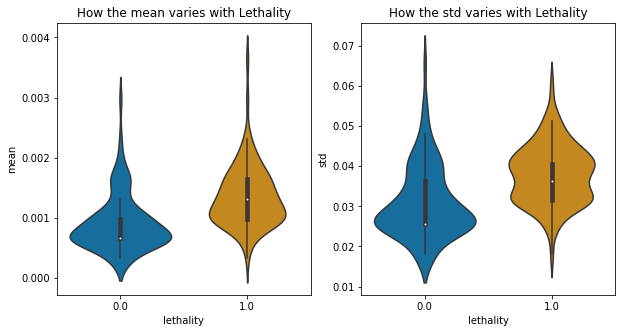 How the mean varies with Lethality
0.004
0.003
0.002
0.001
0.000
mean
0.0
1.0
lethality
How the std varies with Lethality
0.07
0.06
0.05
0.04
0.03
0.02
0.01
std
0.0
1.0
lethality